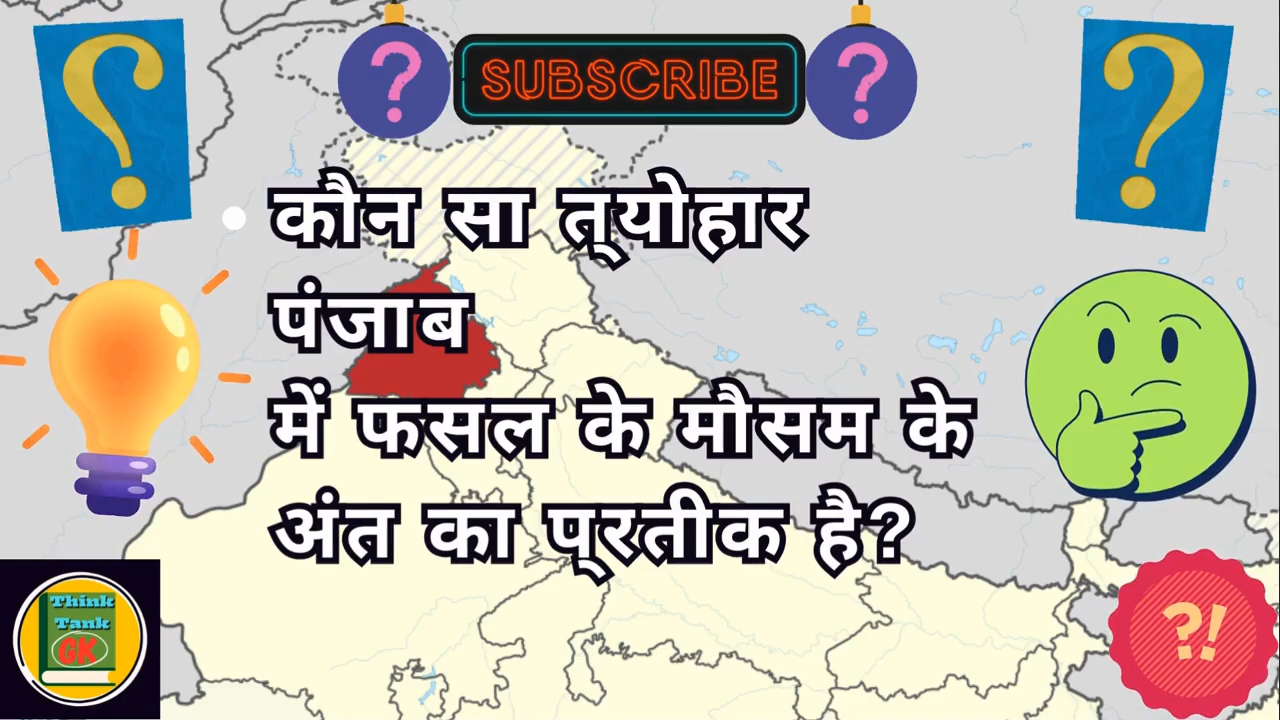 SUBSCRIBE
कौन सा त्योहार
पंजाब
में फसल के मौसम के
अंत का प्रतीक है?
Think
Tank
GK